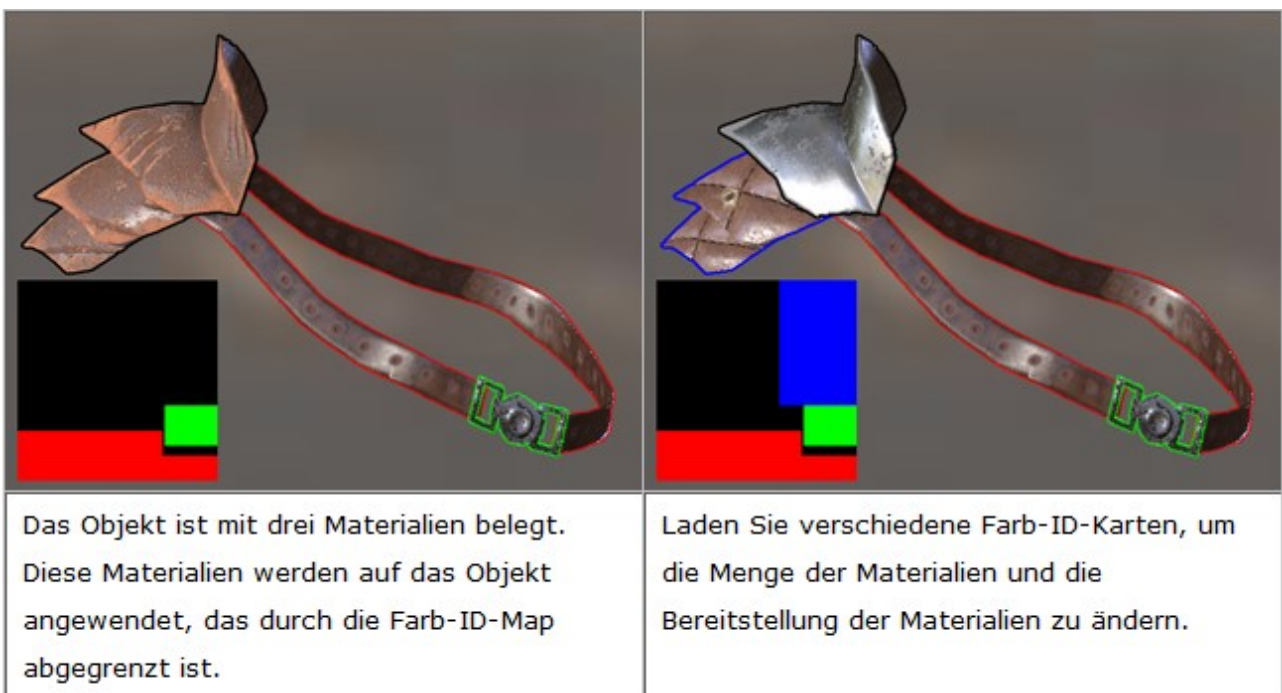 Das Objekt ist mit drei Materialien belegt.
Diese Materialien werden auf das Objekt
angewendet, das durch die Farb-ID-Map
abgegrenzt ist.
Laden Sie verschiedene Farb-ID-Karten, um
die Menge der Materialien und die
Bereitstellung der Materialien zu ändern.